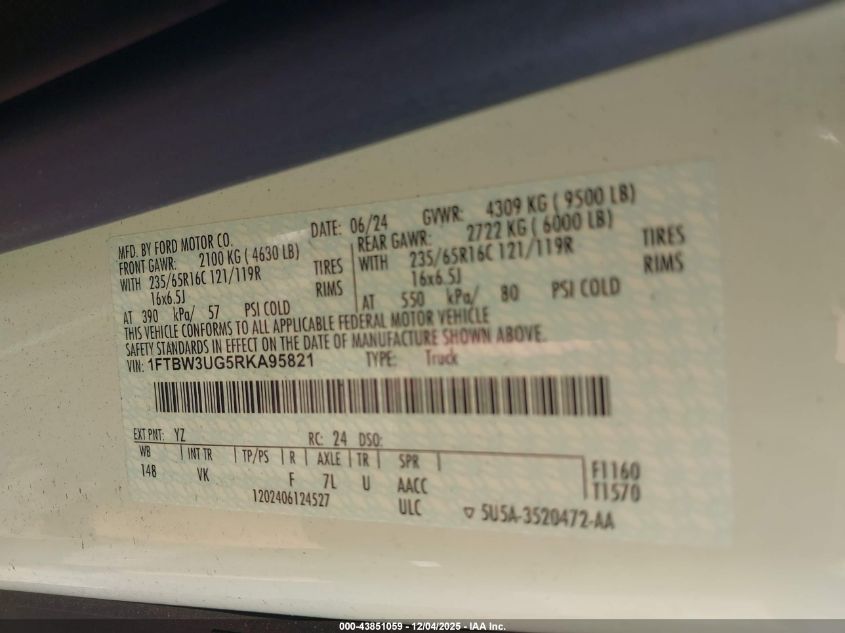 MFD. BY FORD MOTOR CO.
DATE: 06/24 GVWR: 4309 KG ( 9500 LB)
FRONT GAWR: 2100 KG ( 4630 LB)
WITH 235/65R16C 121/119R TIRES
16x6.5J RIMS
AT 390 kPa/ 57 PSI COLD
REAR GAWR: 2722 KG ( 6000 LB)
WITH 235/65R16C 121/119R TIRES
16x6.5J RIMS
AT 550 kPa/ 80 PSI COLD
THIS VEHICLE CONFORMS TO ALL APPLICABLE FEDERAL MOTOR VEHICLE
SAFETY STANDARDS IN EFFECT ON THE DATE OF MANUFACTURE SHOWN ABOVE.
VIN: 1FTBW3UG5RKA95821 TYPE: Truck
EXT PNT: YZ RC: 24 DSO:
WB INT TR TP/PS R AXLE TR SPR
148 VK F 7L U AACC
F1160
T1570
1202406124527 ULC
5U5A-3520472-AA
000-43851059 - 12/04/2025 - IAA Inc.